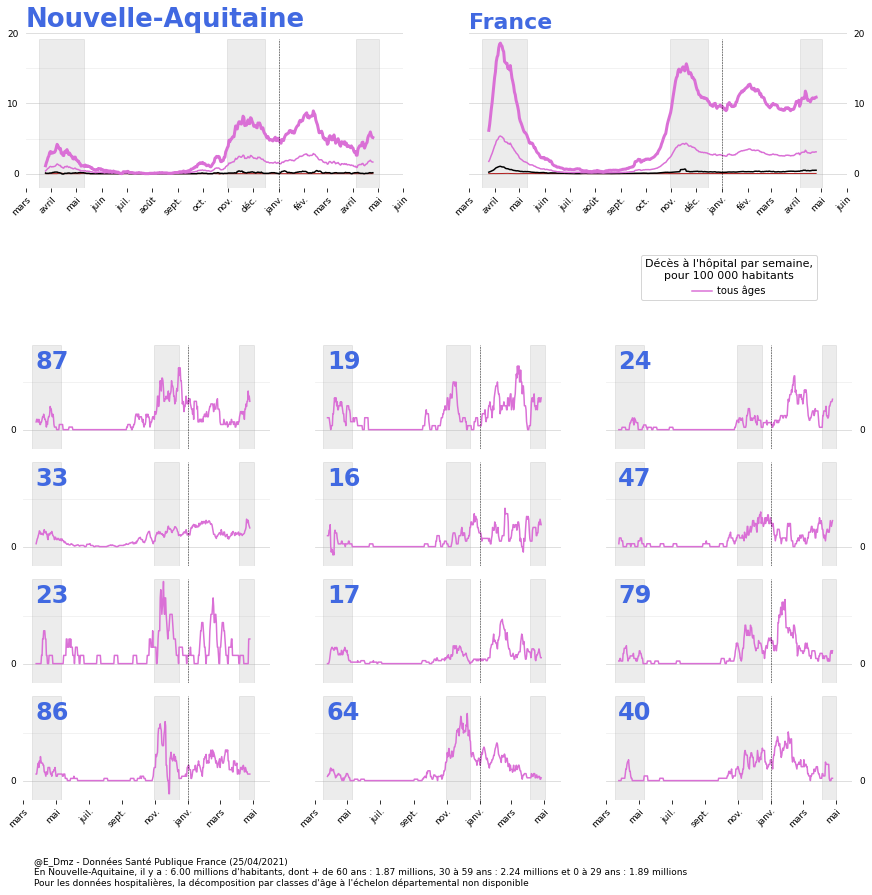 Nouvelle-Aquitaine
France
20
10
0
mars avril mai juin juil. août sept. oct. nov. déc. janv. fév. mars avril mai juin
20
10
0
mars avril mai juin juil. août sept. oct. nov. déc. janv. fév. mars avril mai juin
Décès à l'hôpital par semaine,
pour 100 000 habitants
tous âges
87
19
24
0
0
33
16
47
0
0
23
17
79
0
0
86
64
40
0
0
mars mai juil. sept. nov. janv. mars mai
mars mai juil. sept. nov. janv. mars mai
mars mai juil. sept. nov. janv. mars mai
@E_Dmz - Données Santé Publique France (25/04/2021)
En Nouvelle-Aquitaine, il y a : 6.00 millions d'habitants, dont + de 60 ans : 1.87 millions, 30 à 59 ans : 2.24 millions et 0 à 29 ans : 1.89 millions
Pour les données hospitalières, la décomposition par classes d'âge à l'échelon départemental non disponible